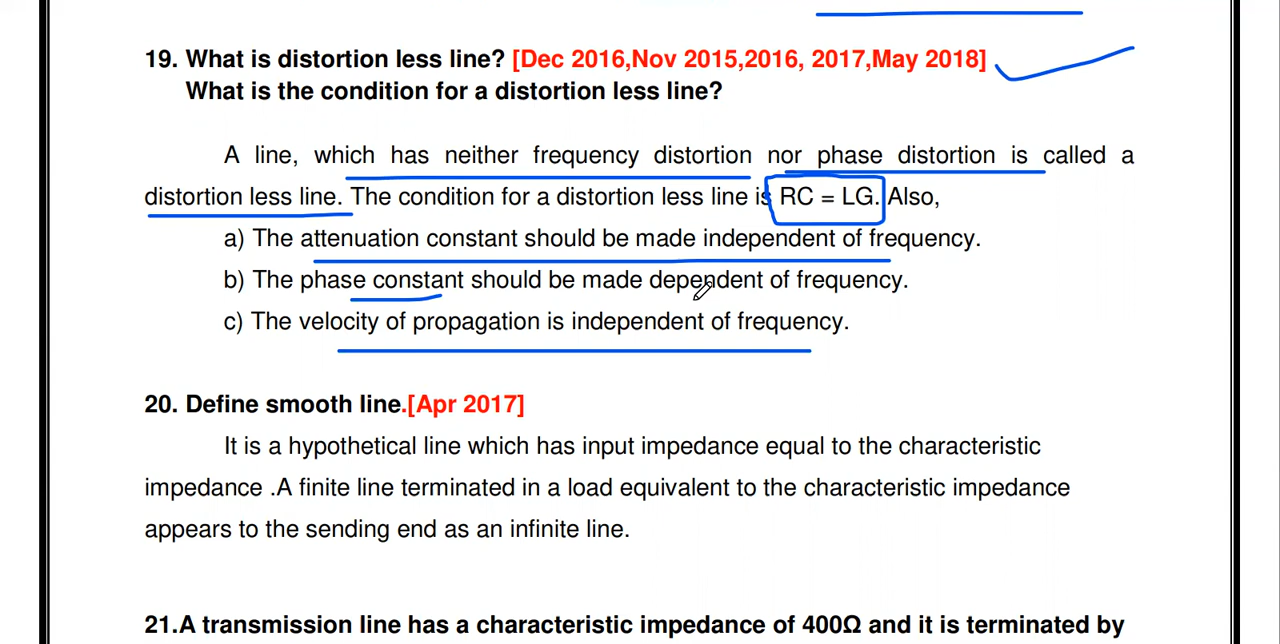 19. What is distortion less line? [Dec 2016,Nov 2015,2016, 2017,May 2018]
What is the condition for a distortion less line?
A line, which has neither frequency distortion nor phase distortion is called a
distortion less line. The condition for a distortion less line is RC = LG. Also,
a) The attenuation constant should be made independent of frequency.
b) The phase constant should be made dependent of frequency.
c) The velocity of propagation is independent of frequency.
20. Define smooth line.[Apr 2017]
It is a hypothetical line which has input impedance equal to the characteristic
impedance .A finite line terminated in a load equivalent to the characteristic impedance
appears to the sending end as an infinite line.
21.A transmission line has a characteristic impedance of 400Ω and it is terminated by